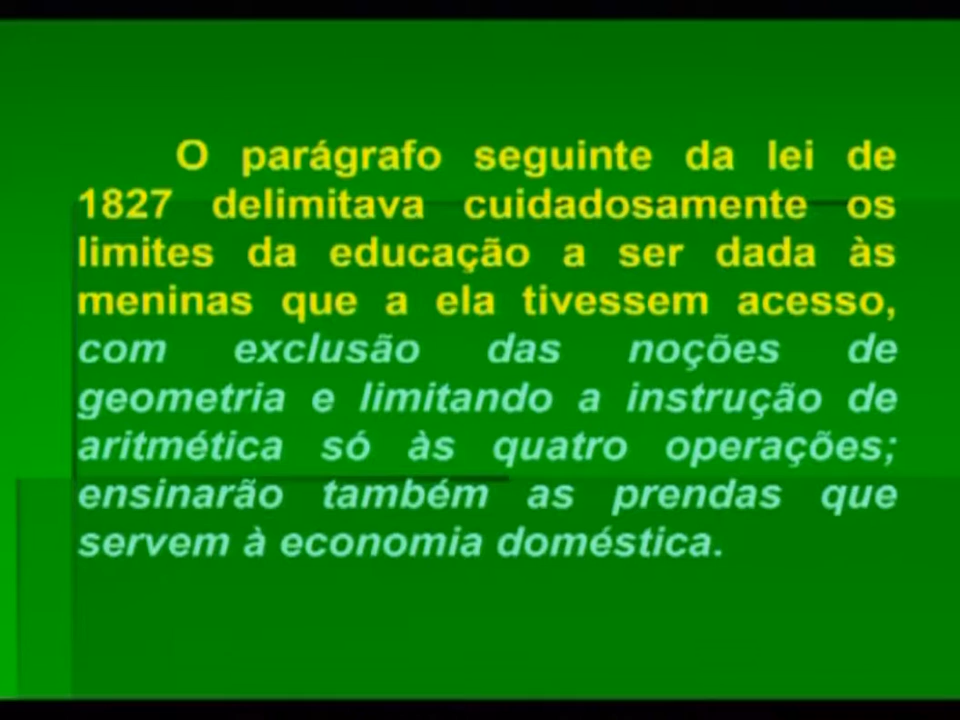 O parágrafo seguinte da lei de
1827 delimitava cuidadosamente os
limites da educação a ser dada às
meninas que a ela tivessem acesso,
com exclusão das noções de
geometria e limitando a instrução de
aritmética só às quatro operações;
ensinarão também as prendas que
servem à economia doméstica.